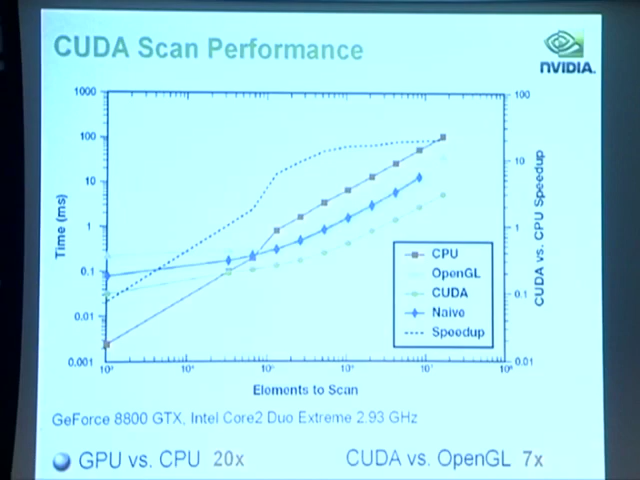 CUDA Scan Performance
NVIDIA.
1000
100
10
1
0.1
0.01
0.001
Time (ms)
100
10
1
0.1
0.01
CUDA vs. CPU Speedup
CPU
OpenGL
CUDA
Naive
Speedup
Elements to Scan
GeForce 8800 GTX, Intel Core2 Duo Extreme 2.93 GHz
GPU vs. CPU 20x
CUDA vs. OpenGL 7x